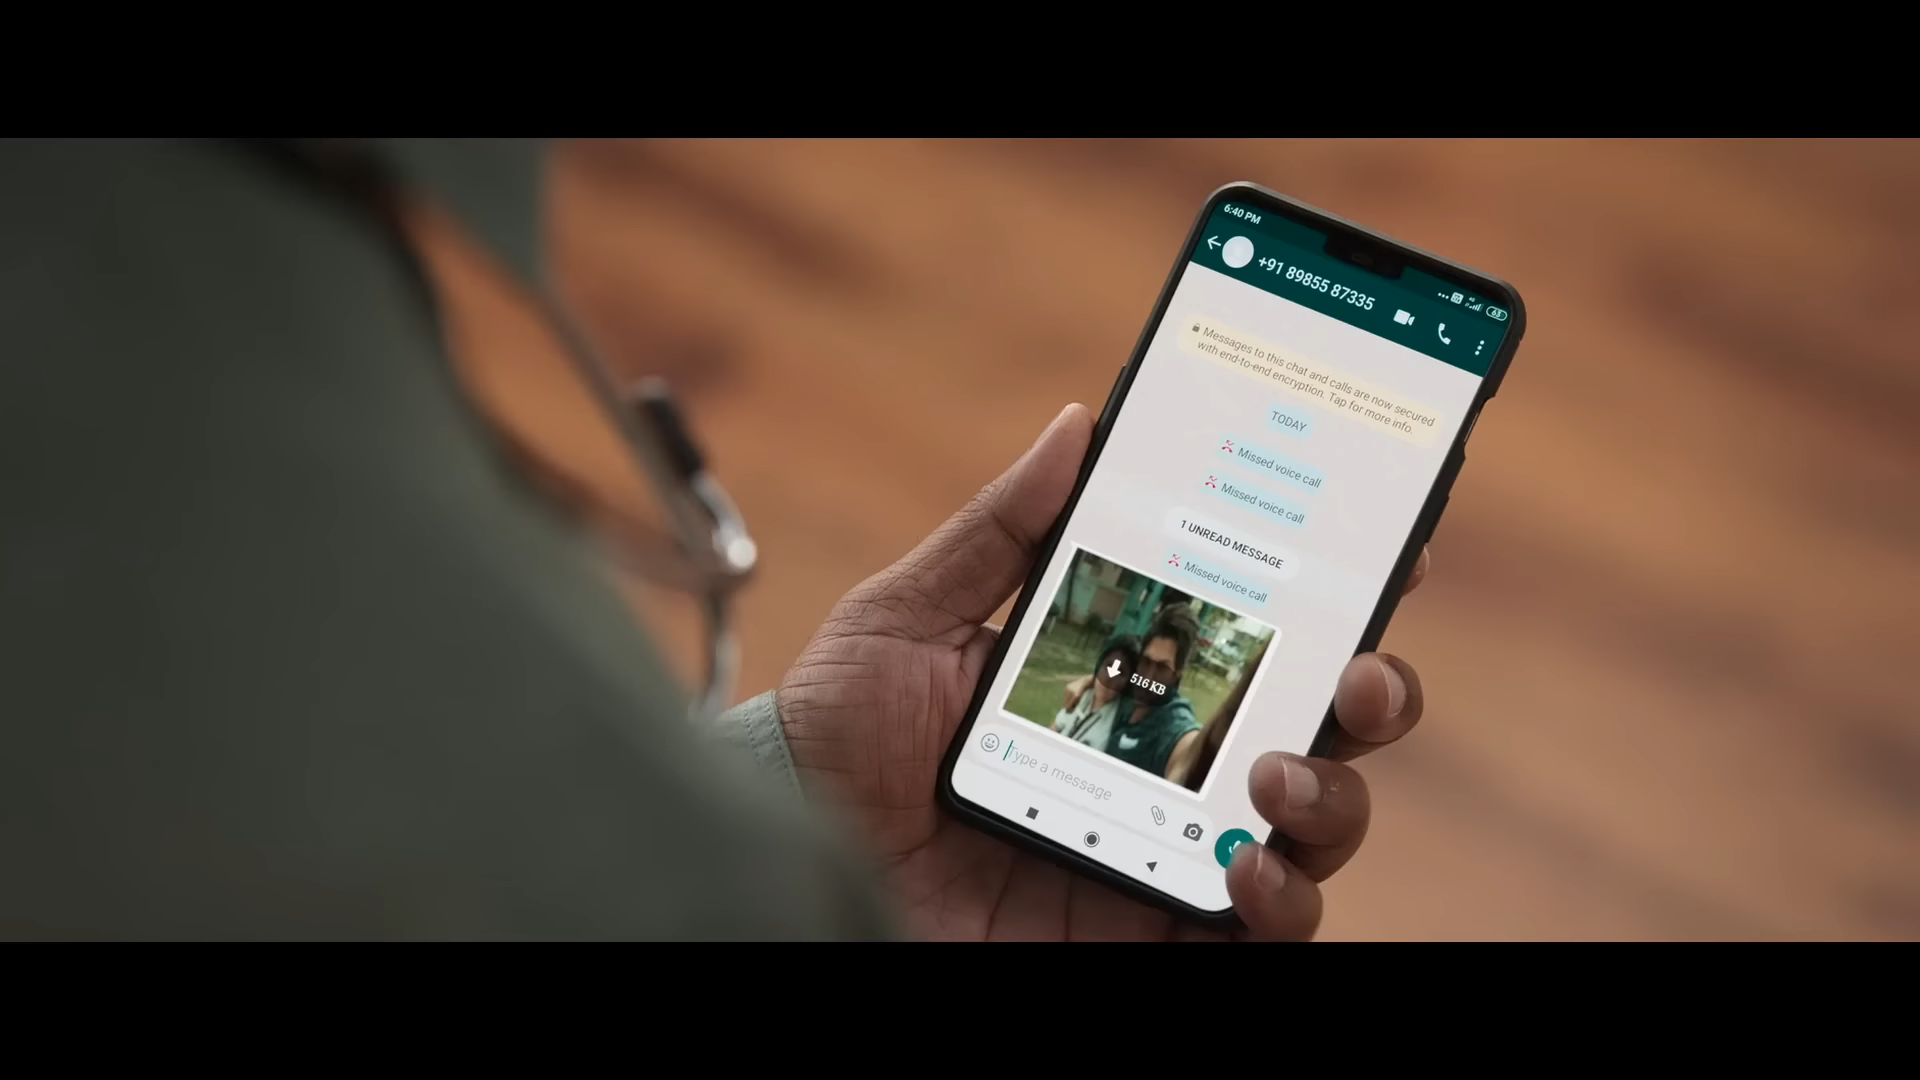 6:40 PM
63
+91 89855 87335
Messages to this chat and calls are now secured
with end-to-end encryption. Tap for more info.
TODAY
Missed voice call
Missed voice call
1 UNREAD MESSAGE
Missed voice call
516 KB
Type a message